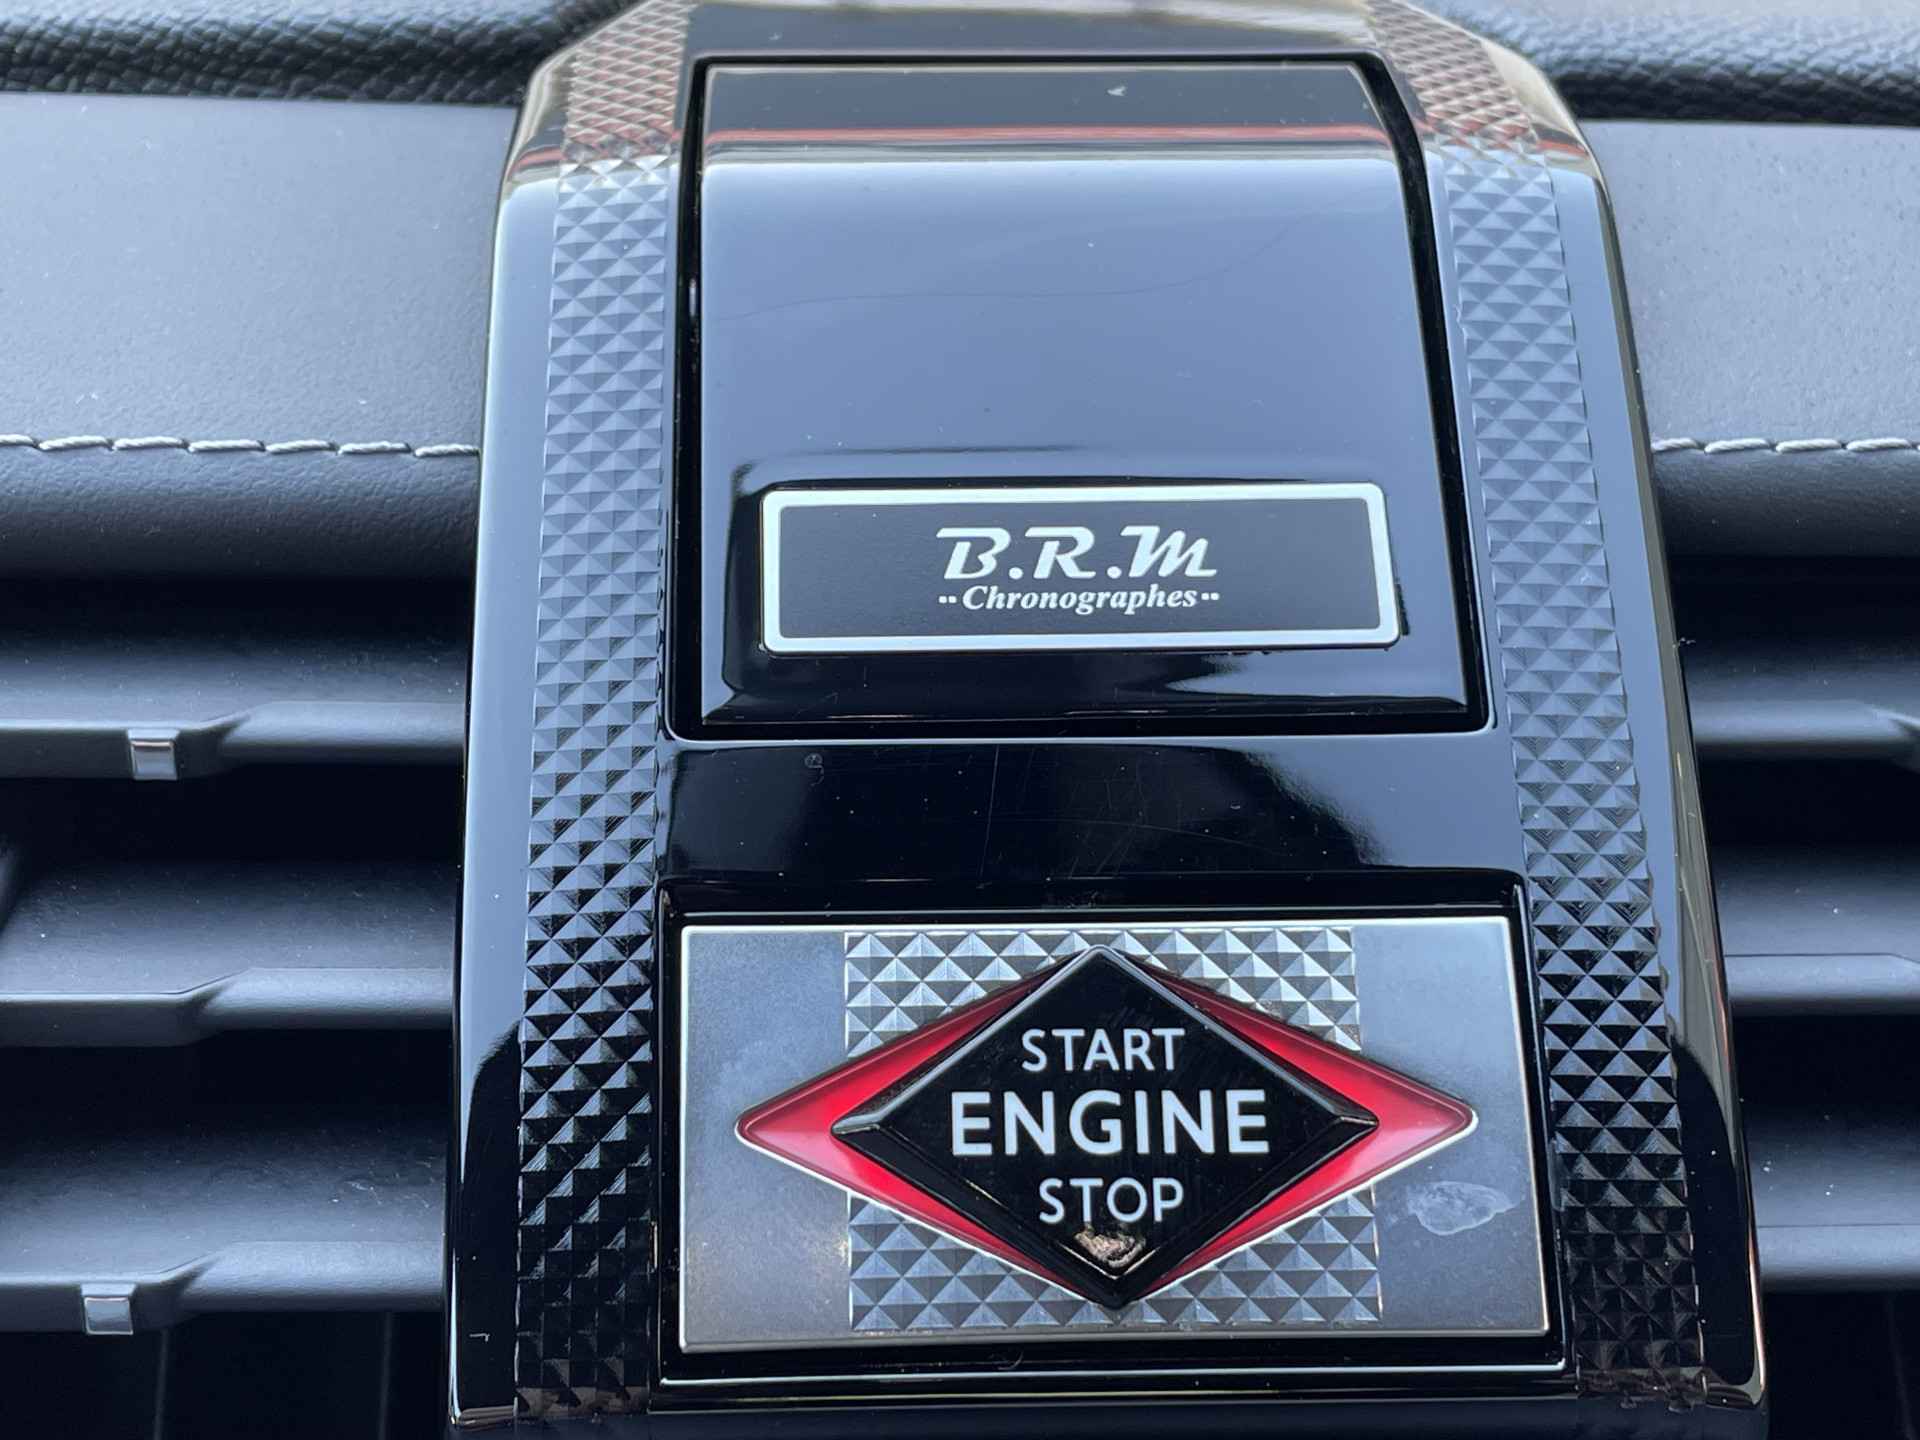 B.R.M
Chronographes
START
ENGINE
STOP